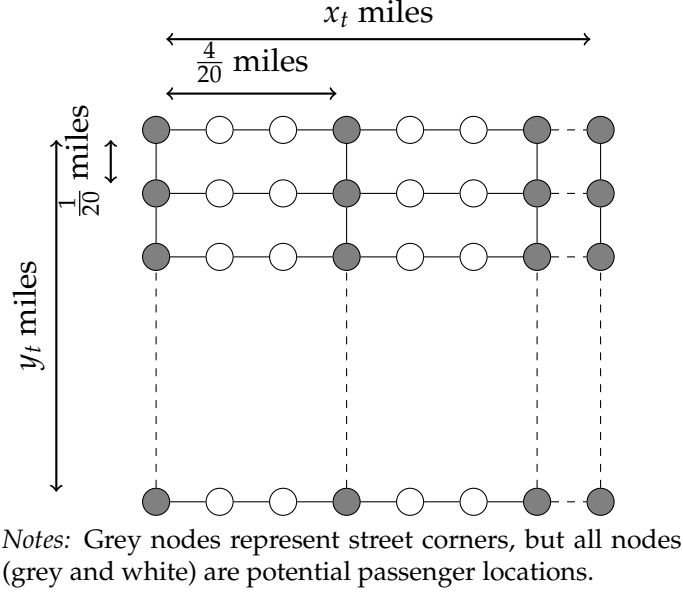 x_t miles
4/20 miles
1/20 miles
y_t miles
Notes: Grey nodes represent street corners, but all nodes
(grey and white) are potential passenger locations.